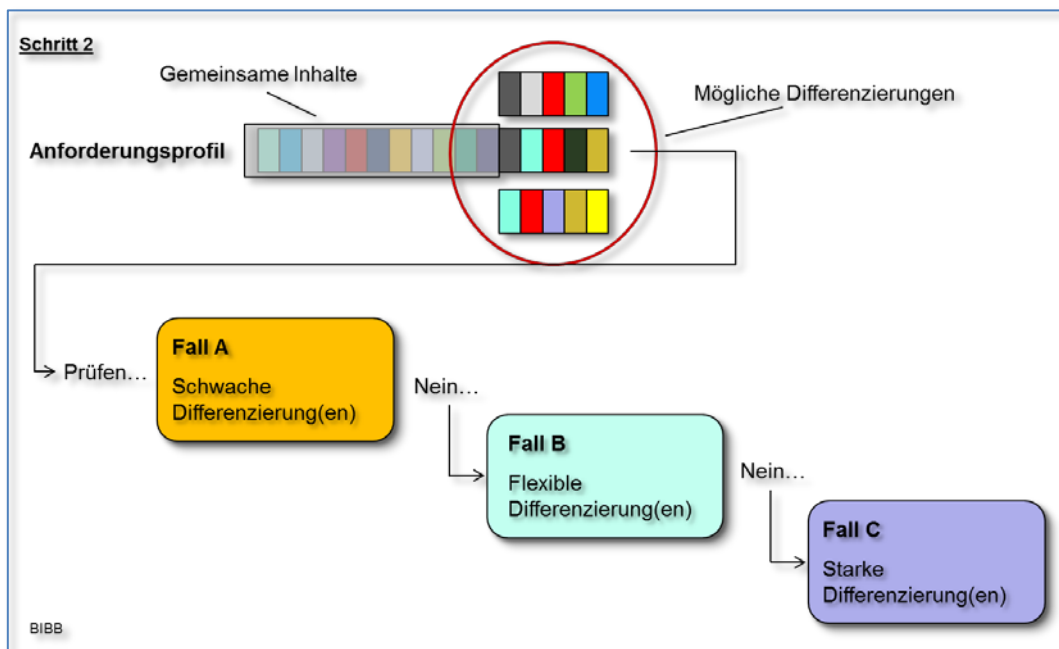 Schritt 2
Gemeinsame Inhalte
Mögliche Differenzierungen
Anforderungsprofil
Prüfen...
Fall A
Schwache
Differenzierung(en)
Nein...
Fall B
Flexible
Differenzierung(en)
Nein...
Fall C
Starke
Differenzierung(en)
BIBB